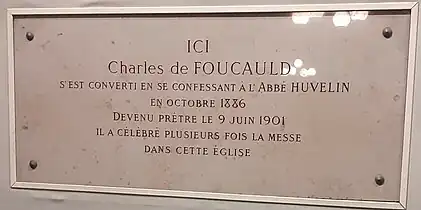 ICI
Charles de FOUCAULD
S'EST CONVERTI EN SE CONFESSANT A L'ABBÉ HUVELIN
EN OCTOBRE 1886
DEVENU PRETRE LE 9 JUIN 1901
IL A CÉLÉBRÉ PLUSIEURS FOIS LA MESSE
DANS CETTE ÉGLISE